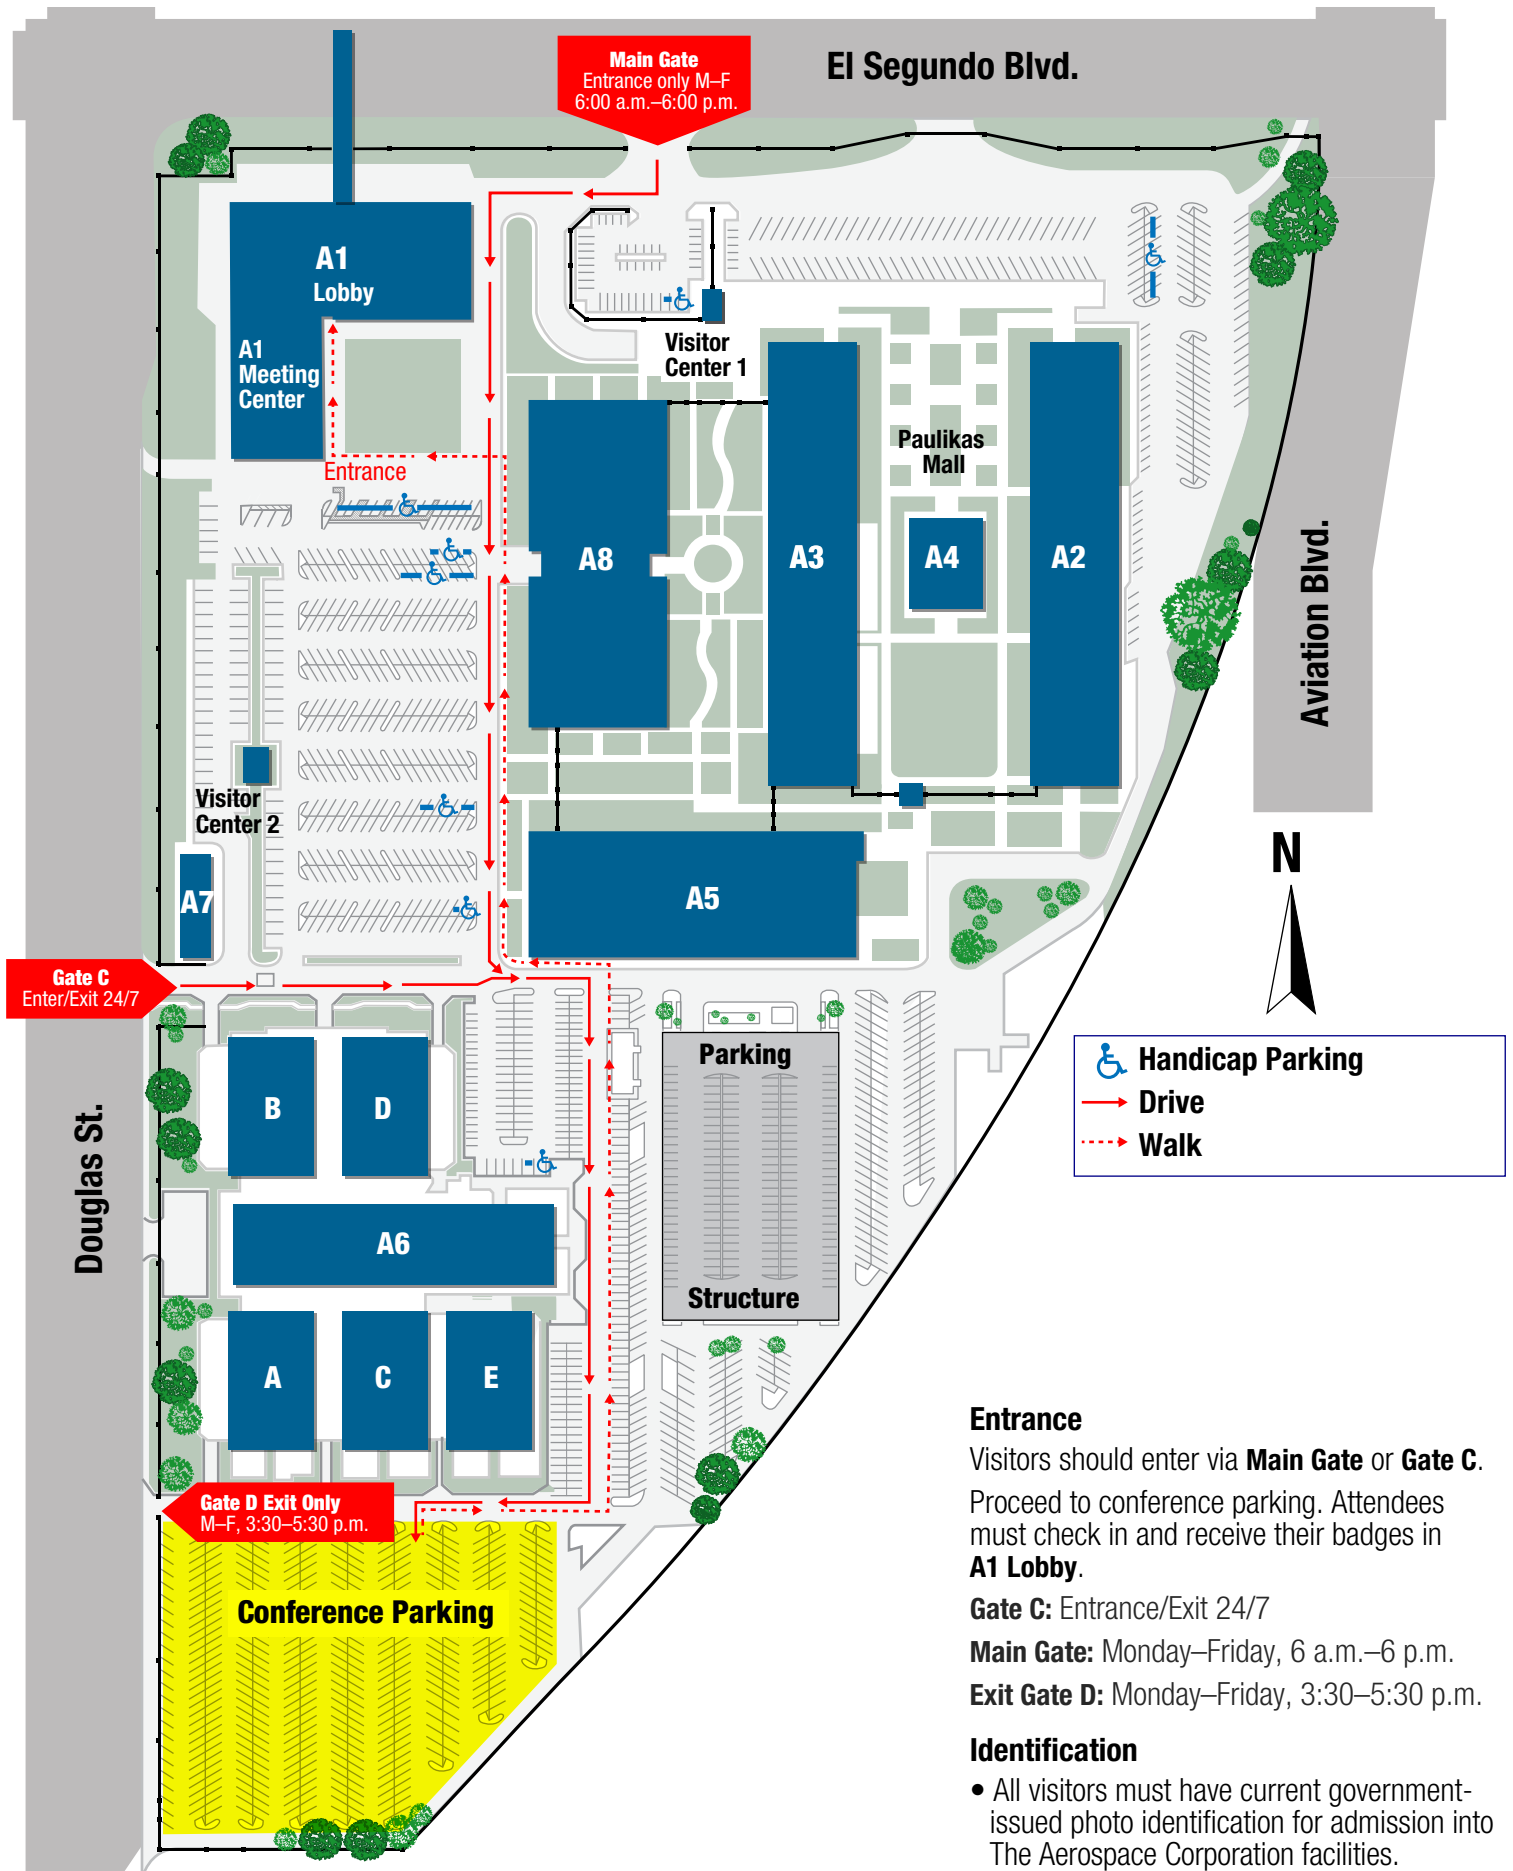 El Segundo Blvd.
Main Gate
Entrance only M–F
6:00 a.m.–6:00 p.m.
A1
Lobby
A1
Meeting
Center
Entrance
Visitor
Center 1
Paulikas
Mall
A8
A3
A4
A2
Aviation Blvd.
Visitor
Center 2
A7
A5
N
Gate C
Enter/Exit 24/7
Handicap Parking
Drive
Walk
Parking
Structure
B
D
Douglas St.
A6
A
C
E
Gate D Exit Only
M–F, 3:30–5:30 p.m.
Conference Parking
Entrance
Visitors should enter via Main Gate or Gate C.
Proceed to conference parking. Attendees
must check in and receive their badges in
A1 Lobby.
Gate C: Entrance/Exit 24/7
Main Gate: Monday–Friday, 6 a.m.–6 p.m.
Exit Gate D: Monday–Friday, 3:30–5:30 p.m.
Identification
• All visitors must have current government-
issued photo identification for admission into
The Aerospace Corporation facilities.